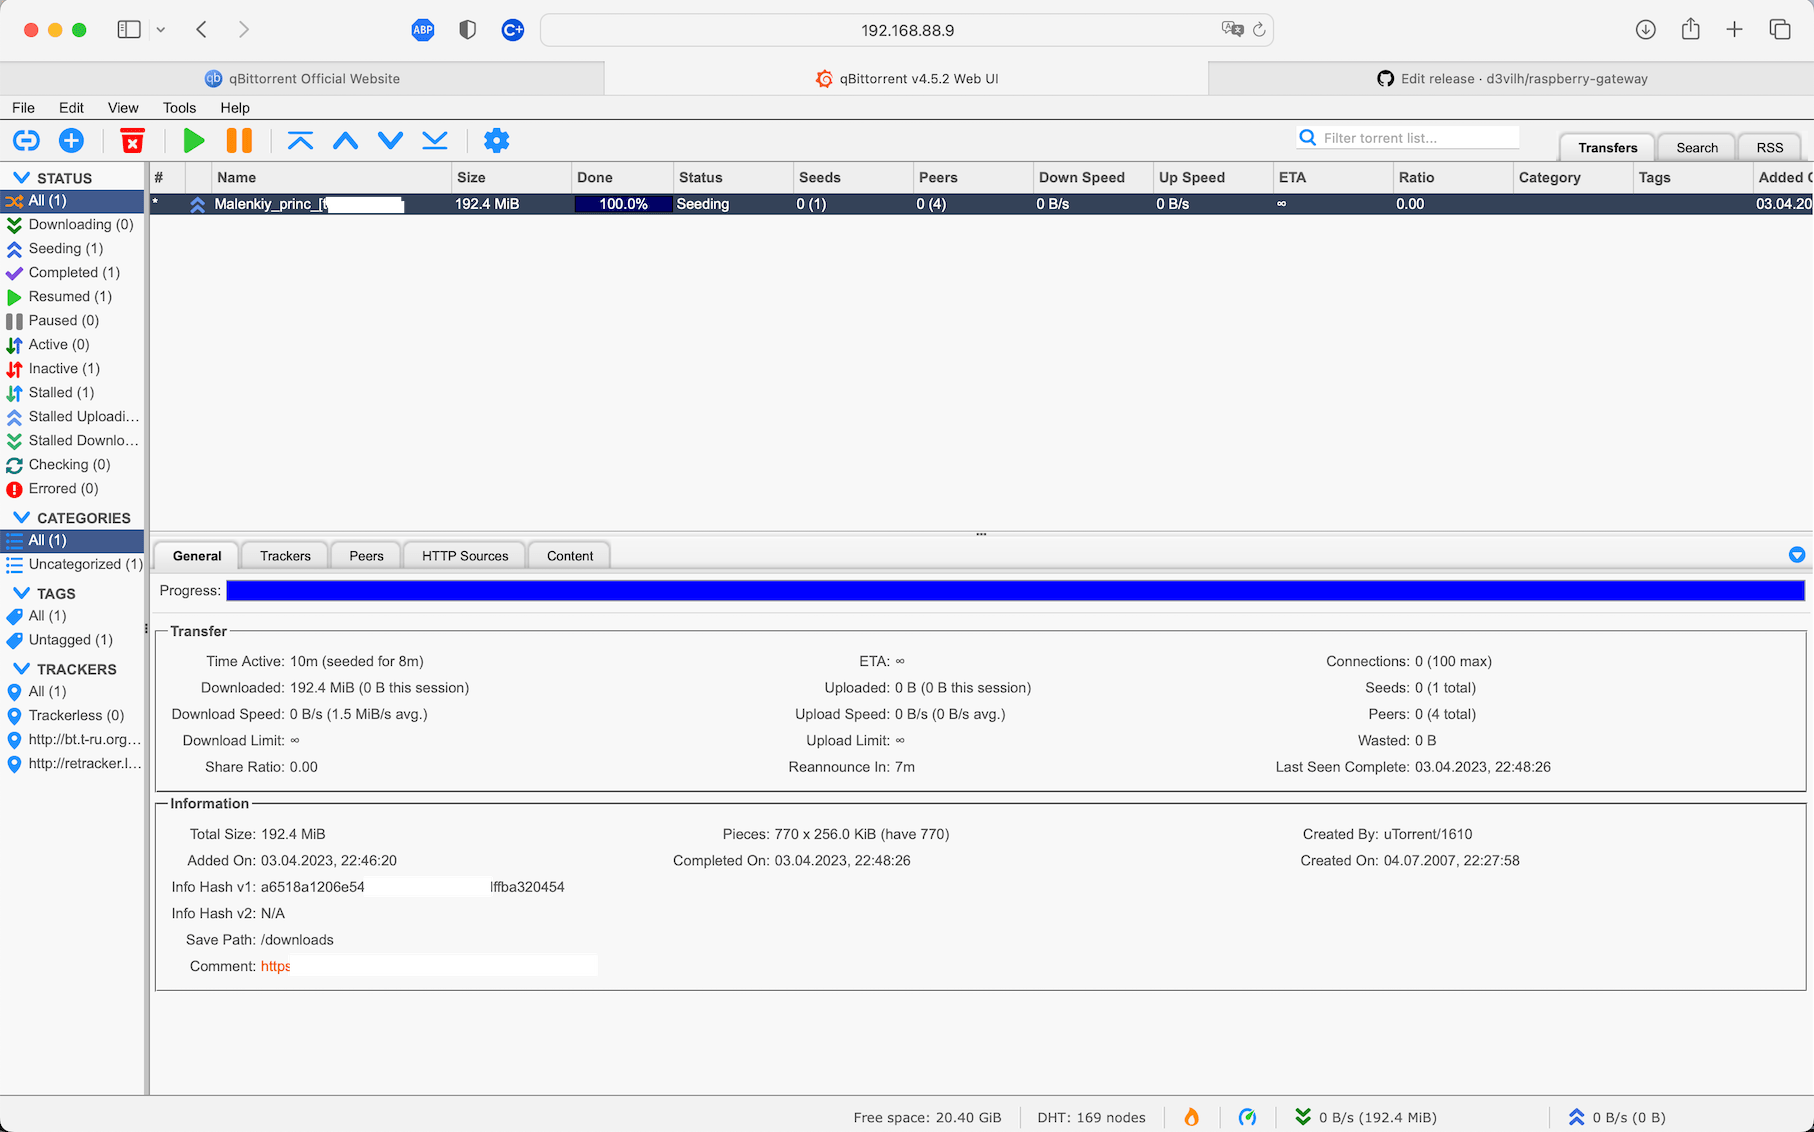 192.168.88.9
qBittorrent Official Website
qBittorrent v4.5.2 Web UI
Edit release · d3vilh/raspberry-gateway
File Edit View Tools Help
Filter torrent list...
Transfers Search RSS
STATUS
All (1)
Downloading (0)
Seeding (1)
Completed (1)
Resumed (1)
Paused (0)
Active (0)
Inactive (1)
Stalled (1)
Stalled Uploadi...
Stalled Downlo...
Checking (0)
Errored (0)
CATEGORIES
All (1)
Uncategorized (1)
TAGS
All (1)
Untagged (1)
TRACKERS
All (1)
Trackerless (0)
http://bt.t-ru.org...
http://retracker.l...
# Name Size Done Status Seeds Peers Down Speed Up Speed ETA Ratio Category Tags Added
* Malenkiy_princ_[t 192.4 MiB 100.0% Seeding 0 (1) 0 (4) 0 B/s 0 B/s ∞ 0.00 03.04.20
General Trackers Peers HTTP Sources Content
Progress:
Transfer
Time Active: 10m (seeded for 8m) ETA: ∞ Connections: 0 (100 max)
Downloaded: 192.4 MiB (0 B this session) Uploaded: 0 B (0 B this session) Seeds: 0 (1 total)
Download Speed: 0 B/s (1.5 MiB/s avg.) Upload Speed: 0 B/s (0 B/s avg.) Peers: 0 (4 total)
Download Limit: ∞ Upload Limit: ∞ Wasted: 0 B
Share Ratio: 0.00 Reannounce In: 7m Last Seen Complete: 03.04.2023, 22:48:26
Information
Total Size: 192.4 MiB Pieces: 770 x 256.0 KiB (have 770) Created By: uTorrent/1610
Added On: 03.04.2023, 22:46:20 Completed On: 03.04.2023, 22:48:26 Created On: 04.07.2007, 22:27:58
Info Hash v1: a6518a1206e54 ffba320454
Info Hash v2: N/A
Save Path: /downloads
Comment: https
Free space: 20.40 GiB DHT: 169 nodes 0 B/s (192.4 MiB) 0 B/s (0 B)